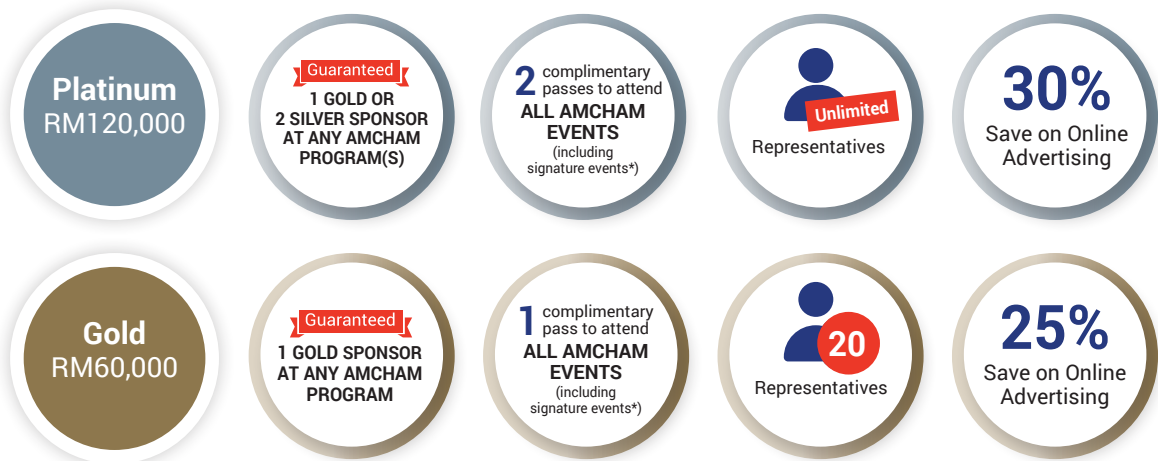 Platinum
RM120,000
Guaranteed
1 GOLD OR
2 SILVER SPONSOR
AT ANY AMCHAM
PROGRAM(S)
2 complimentary
passes to attend
ALL AMCHAM
EVENTS
(including
signature events*)
Unlimited
Representatives
30%
Save on Online
Advertising
Gold
RM60,000
Guaranteed
1 GOLD SPONSOR
AT ANY AMCHAM
PROGRAM
1 complimentary
pass to attend
ALL AMCHAM
EVENTS
(including
signature events*)
20
Representatives
25%
Save on Online
Advertising